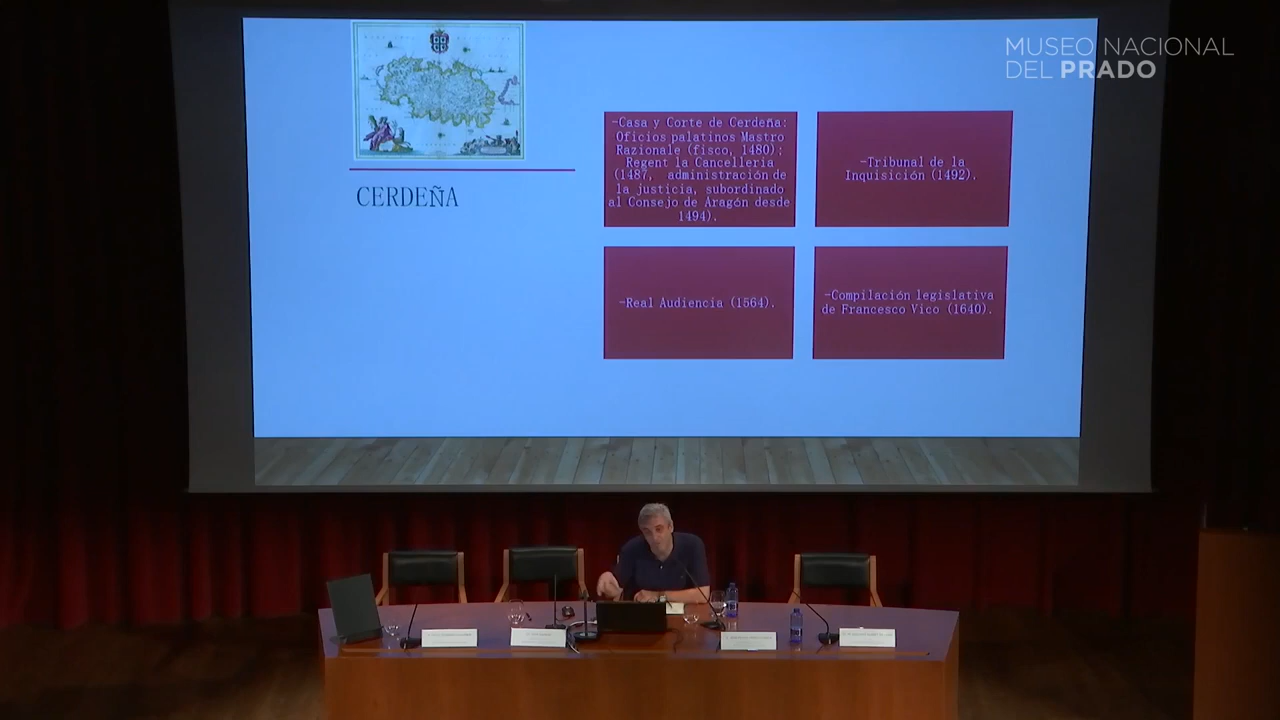 MUSEO NACIONAL
DEL PRADO
CERDEÑA
-Casa y Corte de Cerdeña:
Oficios palatinos Mastro
Razionale (fisco, 1480);
Regent la Cancelleria
(1487, administración de
la justicia, subordinado
al Consejo de Aragón desde
1494).
-Tribunal de la
Inquisición (1492).
-Real Audiencia (1564).
-Compilación legislativa
de Francesco Vico (1640).